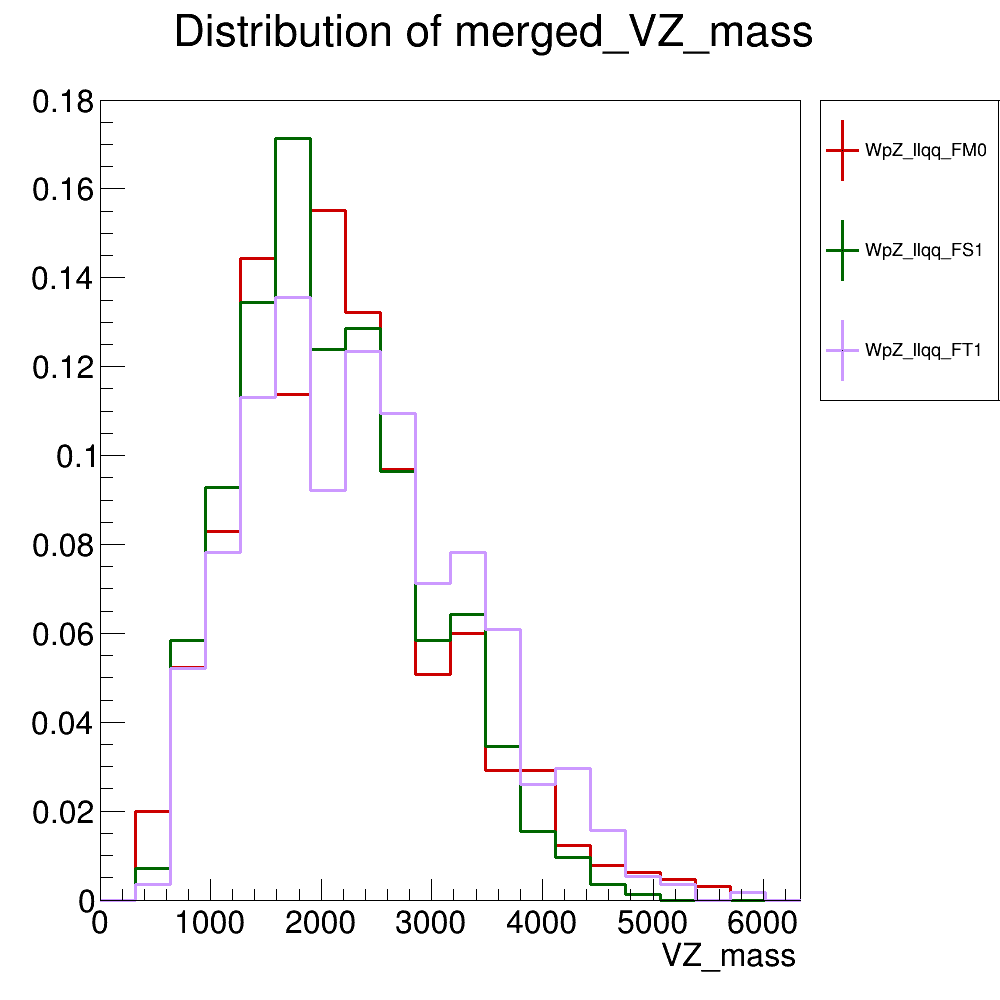 Distribution of merged_VZ_mass
0.18
0.16
0.14
0.12
0.1
0.08
0.06
0.04
0.02
0
0 1000 2000 3000 4000 5000 6000
VZ_mass
WpZ_llqq_FM0
WpZ_llqq_FS1
WpZ_llqq_FT1